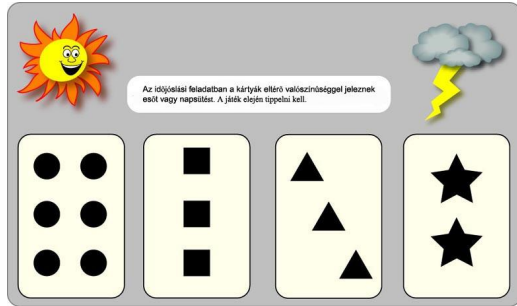 Az időjóslási feladatban a kártyák eltérő valószínűséggel jeleznek
esőt vagy napsütést. A játék elején tippelni kell.